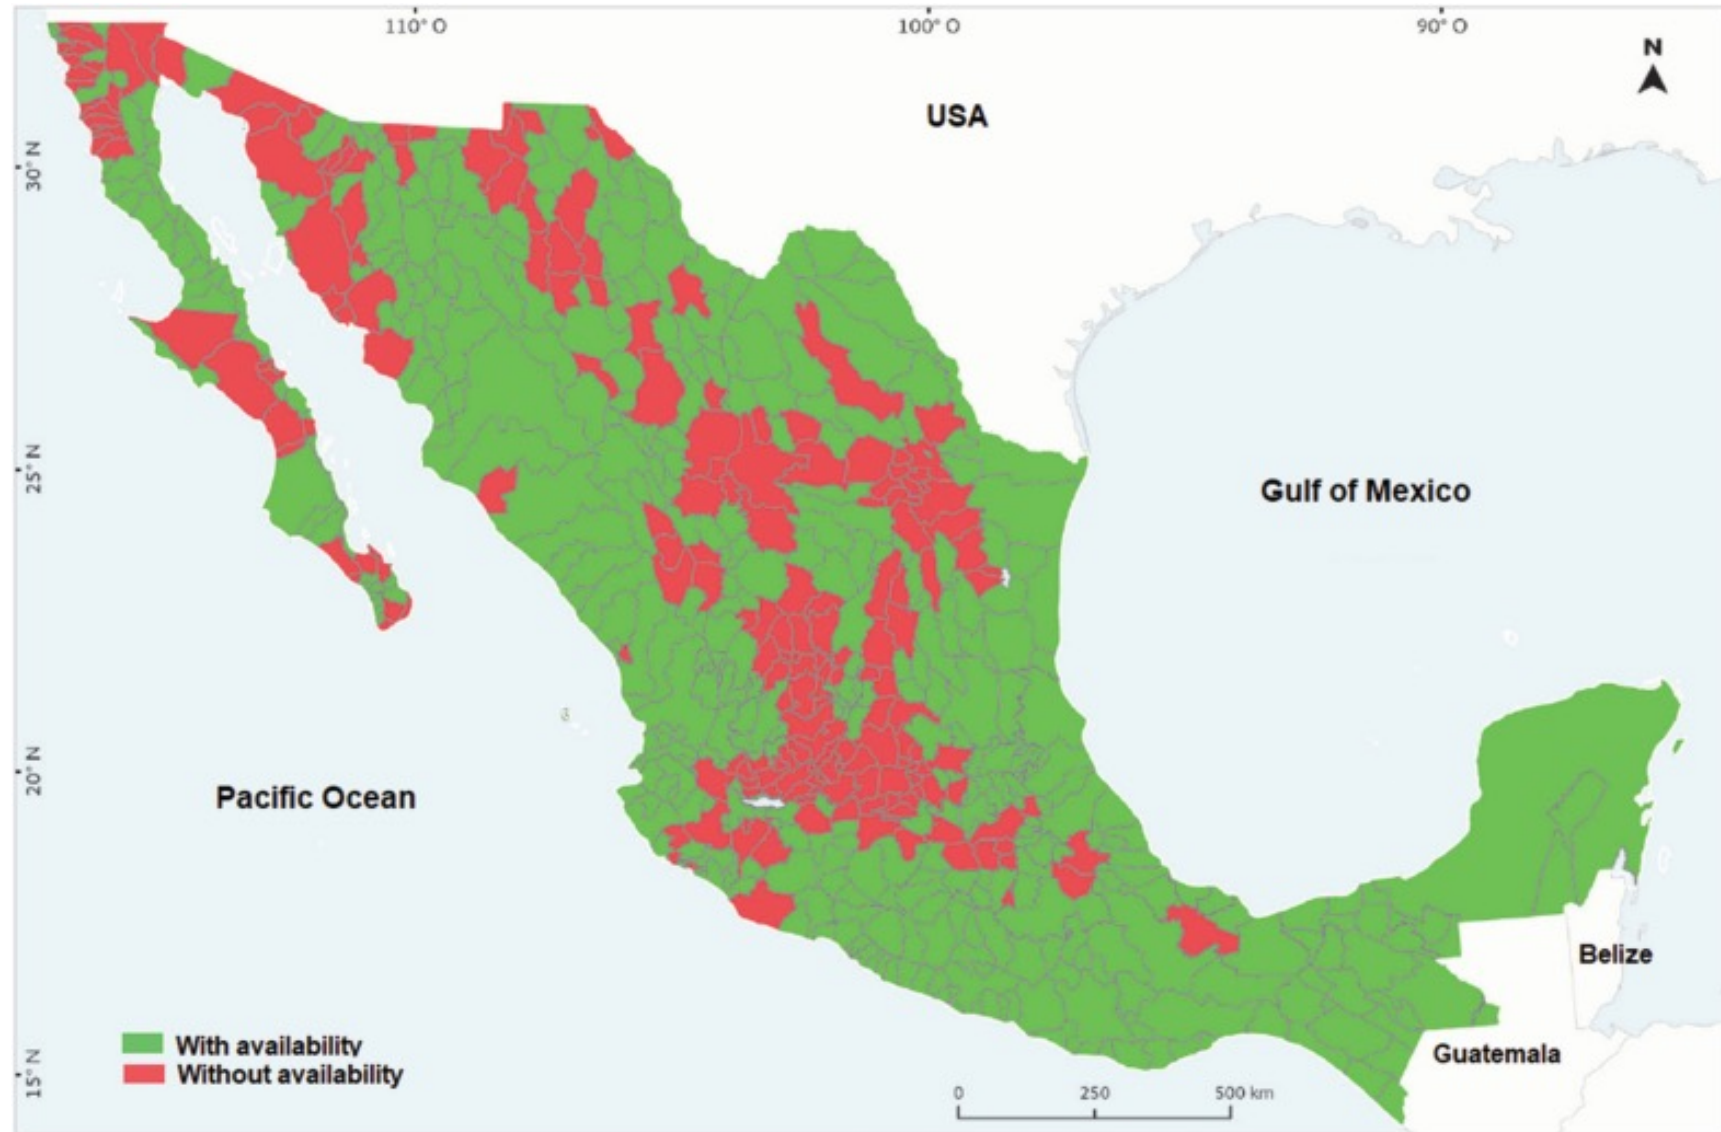 110° O
100° O
90° O
N
USA
30° N
25° N
Gulf of Mexico
20° N
Pacific Ocean
Belize
With availability
Guatemala
Without availability
15° N
0 250 500 km